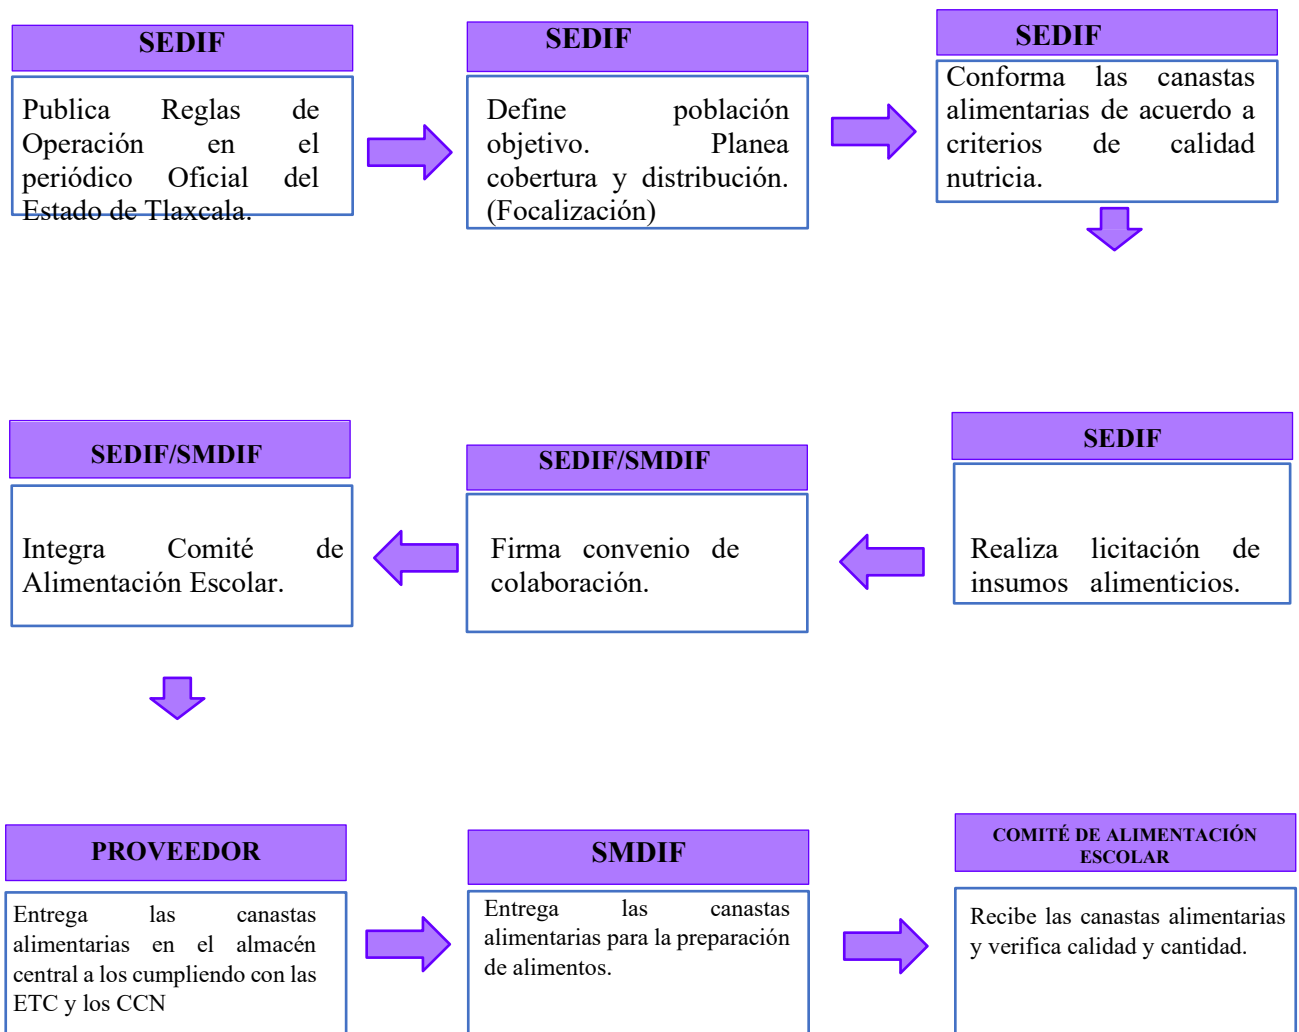 SEDIF
Publica Reglas de
Operación en el
periódico Oficial del
Estado de Tlaxcala.
SEDIF
Define población
objetivo. Planea
cobertura y distribución.
(Focalización)
SEDIF
Conforma las canastas
alimentarias de acuerdo a
criterios de calidad
nutricia.
SEDIF
Realiza licitación de
insumos alimenticios.
SEDIF/SMDIF
Firma convenio de
colaboración.
SEDIF/SMDIF
Integra Comité de
Alimentación Escolar.
PROVEEDOR
Entrega las canastas
alimentarias en el almacén
central a los cumpliendo con las
ETC y los CCN
SMDIF
Entrega las canastas
alimentarias para la preparación
de alimentos.
COMITÉ DE ALIMENTACIÓN
ESCOLAR
Recibe las canastas alimentarias
y verifica calidad y cantidad.